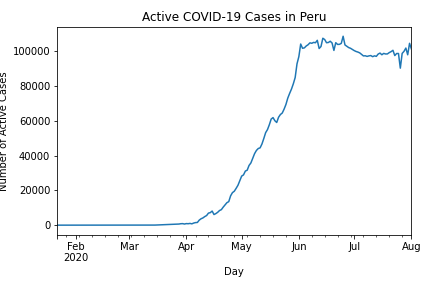 Active COVID-19 Cases in Peru
Number of Active Cases
100000
80000
60000
40000
20000
0
Feb Mar Apr May Jun Jul Aug
2020
Day